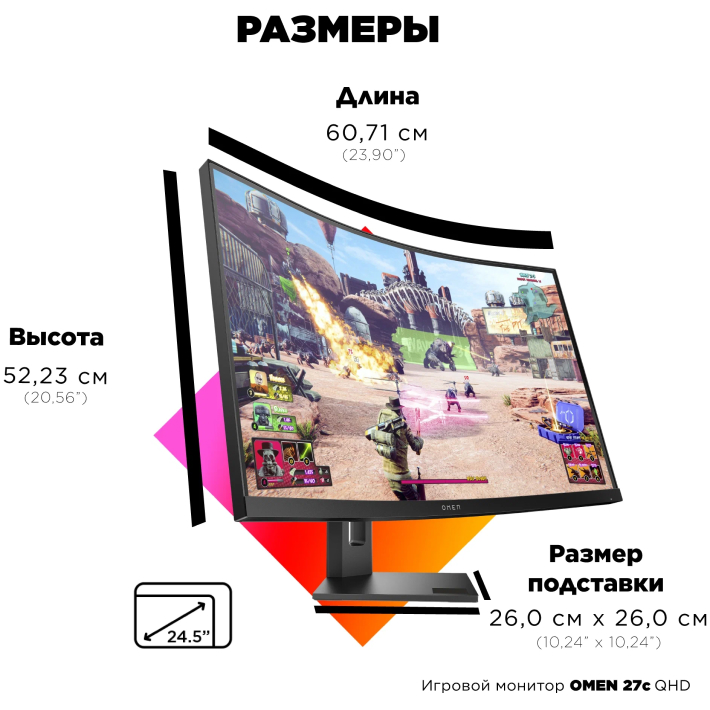 РАЗМЕРЫ
Длина
60,71 см
(23,90”)
Высота
52,23 см
(20,56”)
OMEN
Размер
подставки
26,0 см x 26,0 см
(10,24” x 10,24”)
24.5”
Игровой монитор OMEN 27c QHD